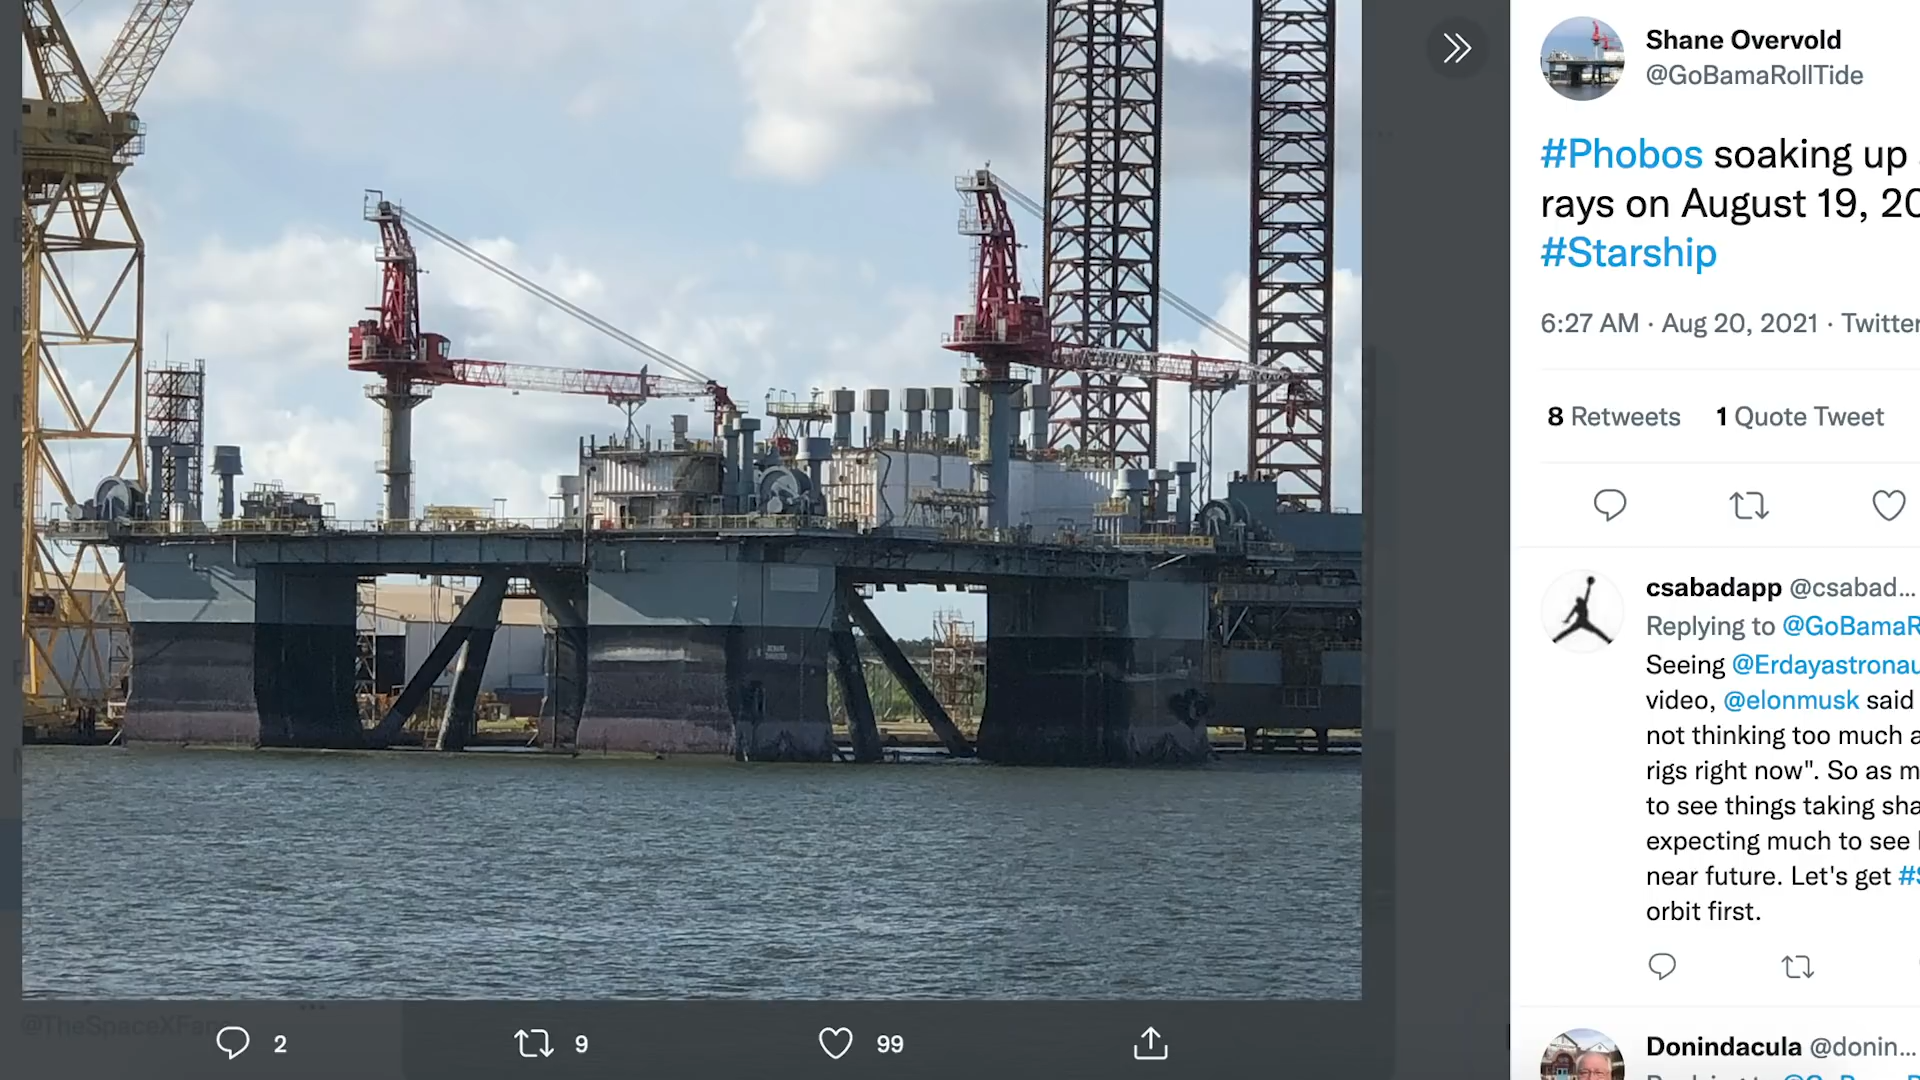 Shane Overvold
@GoBamaRollTide
#Phobos soaking up
rays on August 19, 20
#Starship
6:27 AM · Aug 20, 2021 · Twitter
8 Retweets 1 Quote Tweet
csabadapp @csabad...
Replying to @GoBamaR
Seeing @Erdayastronau
video, @elonmusk said
not thinking too much a
rigs right now". So as m
to see things taking sha
expecting much to see
near future. Let's get #S
orbit first.
Donindacula @donin...
@TheSpaceXFan
2 9 99